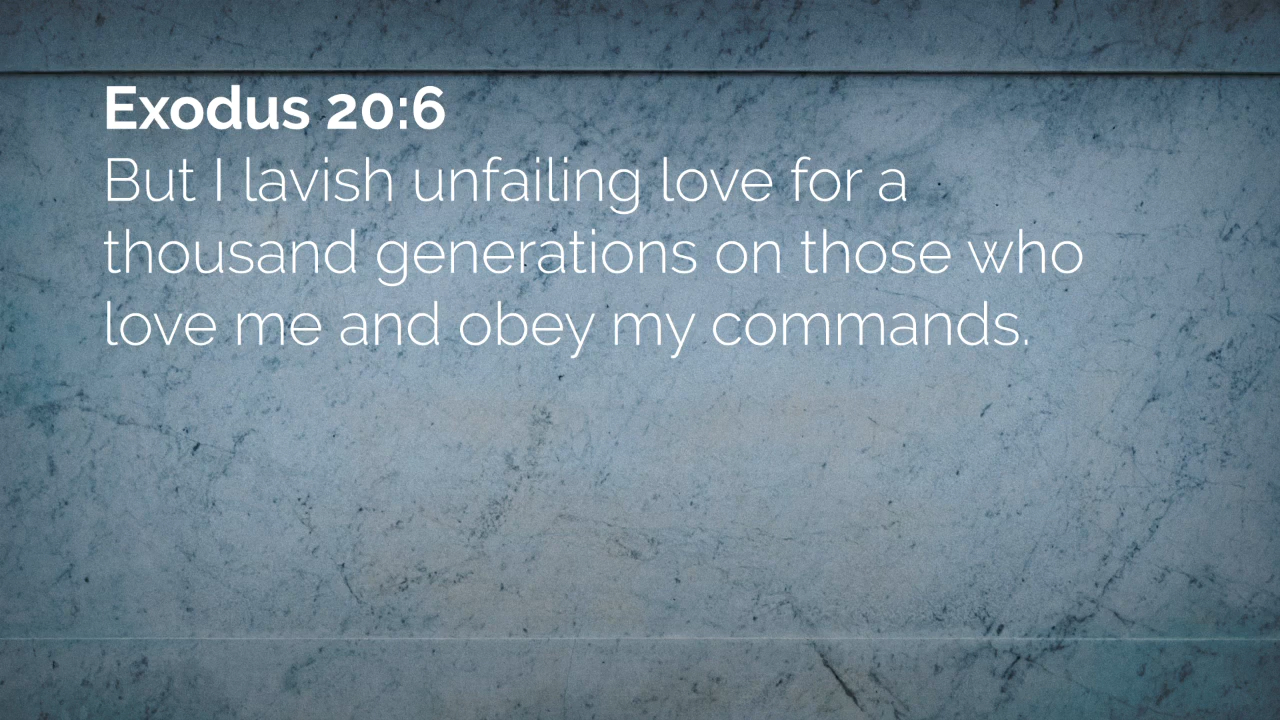 Exodus 20:6
But I lavish unfailing love for a
thousand generations on those who
love me and obey my commands.